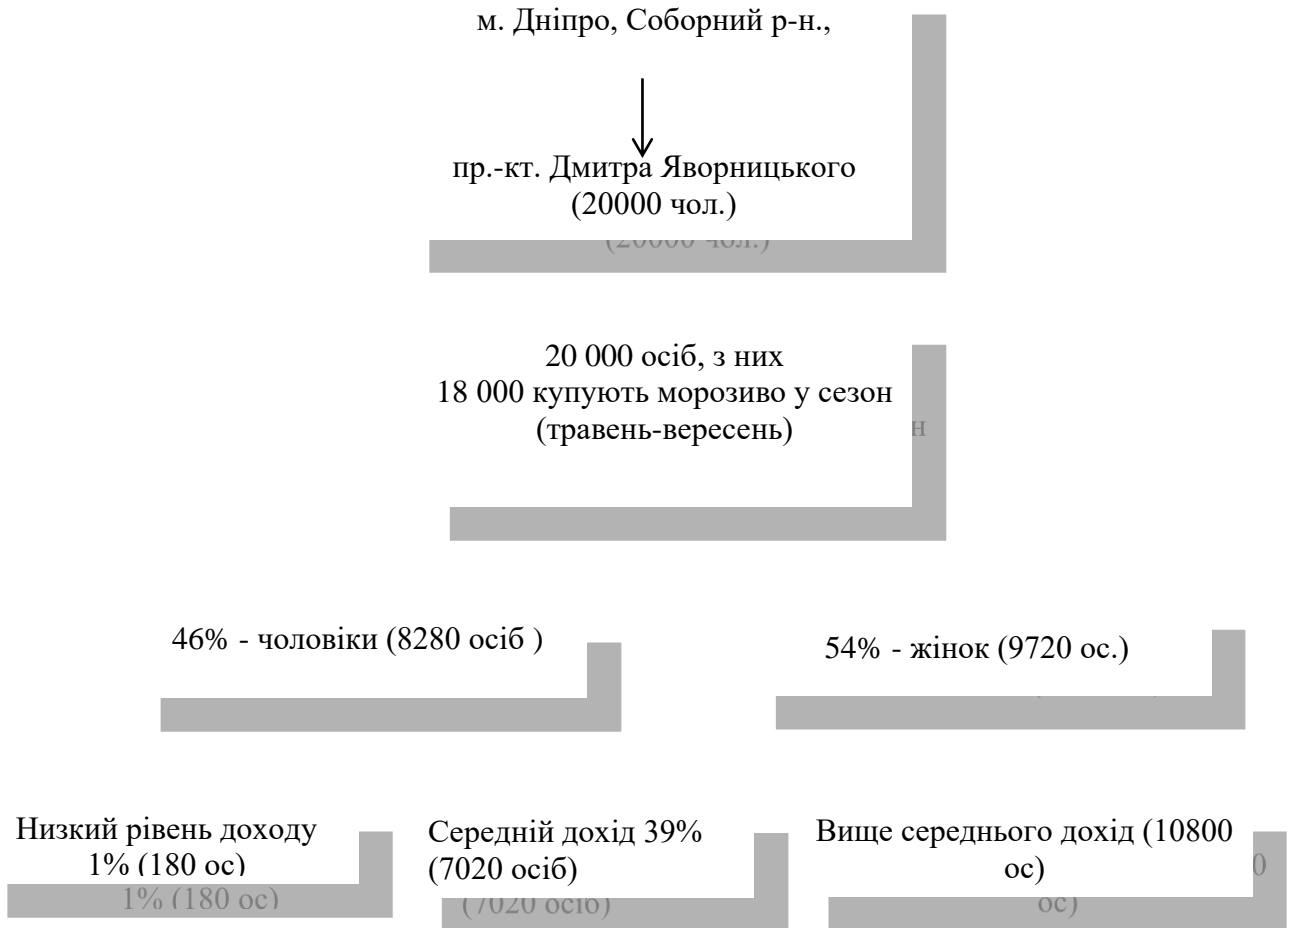 м. Дніпро, Соборний р-н.,
пр.-кт. Дмитра Яворницького
(20000 чол.)
20 000 осіб, з них
18 000 купують морозиво у сезон
(травень-вересень)
46% - чоловіки (8280 осіб )
54% - жінок (9720 ос.)
Низкий рівень доходу
1% (180 ос)
Середній дохід 39%
(7020 осіб)
Вище середнього дохід (10800
ос)